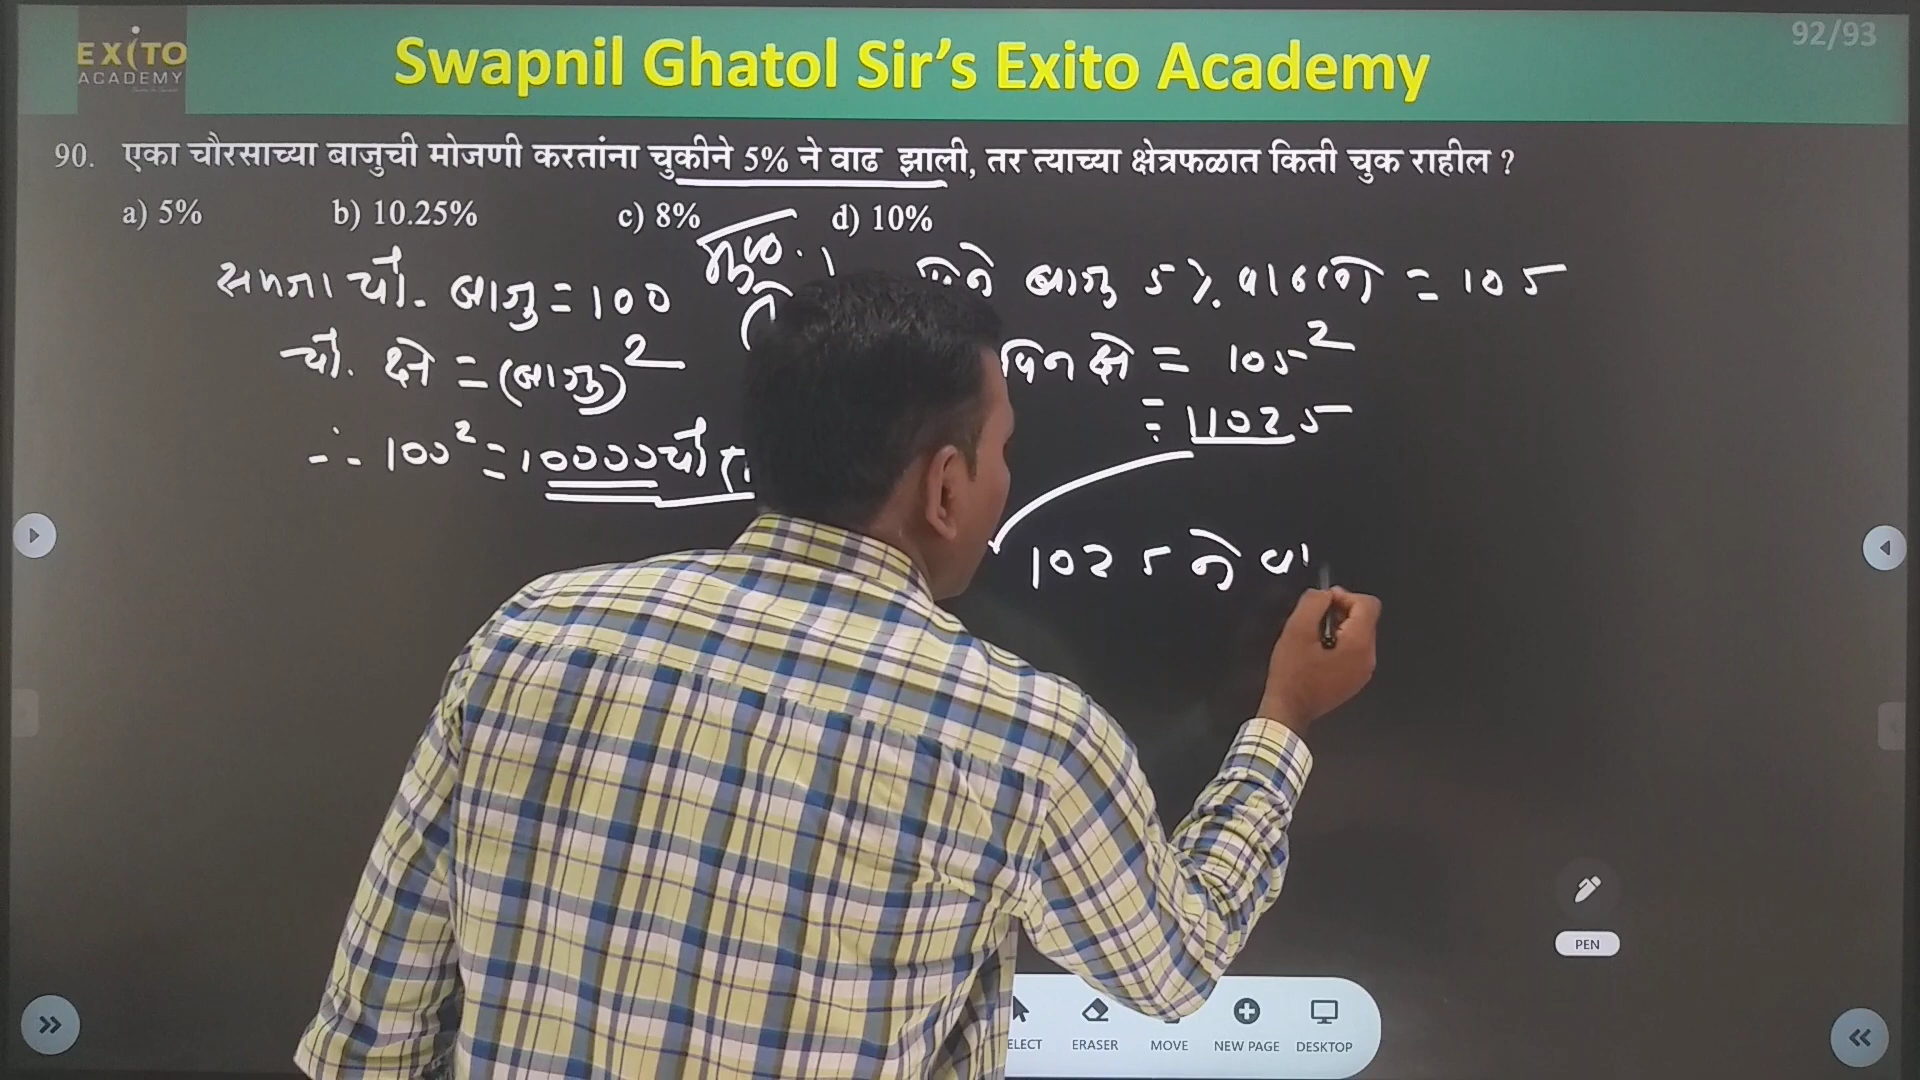 EXiTO
ACADEMY
Swapnil Ghatol Sir's Exito Academy
92/93
90. एका चौरसाच्या बाजुची मोजणी करतांना चुकीने 5% ने वाढ झाली, तर त्याच्या क्षेत्रफळात किती चुक राहील ?
a) 5% b) 10.25% c) 8% d) 10%
समजा चौ. बाजु = 100
चौ. क्षे = (बाजु)2
∴ 1002 = 10000 चौ
मुळ.
बाजु 5 %. वाढली = 105
क्षे = 1052
= 11025
1025 ने वा
PEN
ELECT ERASER MOVE NEW PAGE DESKTOP